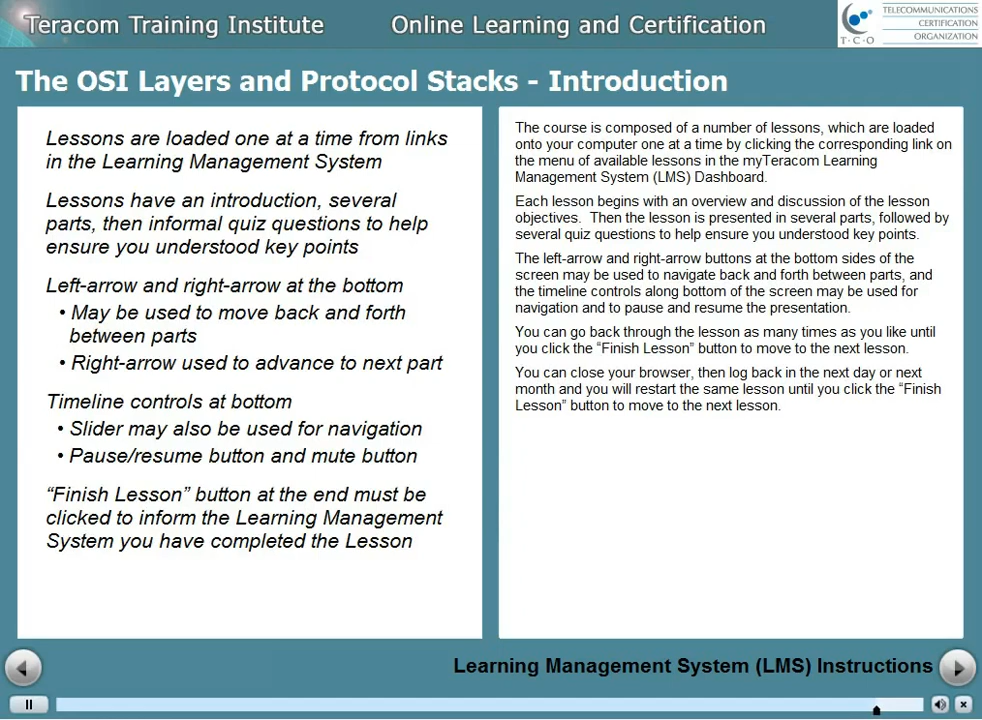 Teracom Training Institute
Online Learning and Certification
TELECOMMUNICATIONS
CERTIFICATION
ORGANIZATION
T·C·O
The OSI Layers and Protocol Stacks - Introduction
Lessons are loaded one at a time from links
in the Learning Management System
Lessons have an introduction, several
parts, then informal quiz questions to help
ensure you understood key points
Left-arrow and right-arrow at the bottom
• May be used to move back and forth
between parts
• Right-arrow used to advance to next part
Timeline controls at bottom
• Slider may also be used for navigation
• Pause/resume button and mute button
“Finish Lesson” button at the end must be
clicked to inform the Learning Management
System you have completed the Lesson
The course is composed of a number of lessons, which are loaded
onto your computer one at a time by clicking the corresponding link on
the menu of available lessons in the myTeracom Learning
Management System (LMS) Dashboard.
Each lesson begins with an overview and discussion of the lesson
objectives.  Then the lesson is presented in several parts, followed by
several quiz questions to help ensure you understood key points.
The left-arrow and right-arrow buttons at the bottom sides of the
screen may be used to navigate back and forth between parts, and
the timeline controls along bottom of the screen may be used for
navigation and to pause and resume the presentation.
You can go back through the lesson as many times as you like until
you click the “Finish Lesson” button to move to the next lesson.
You can close your browser, then log back in the next day or next
month and you will restart the same lesson until you click the “Finish
Lesson” button to move to the next lesson.
Learning Management System (LMS) Instructions